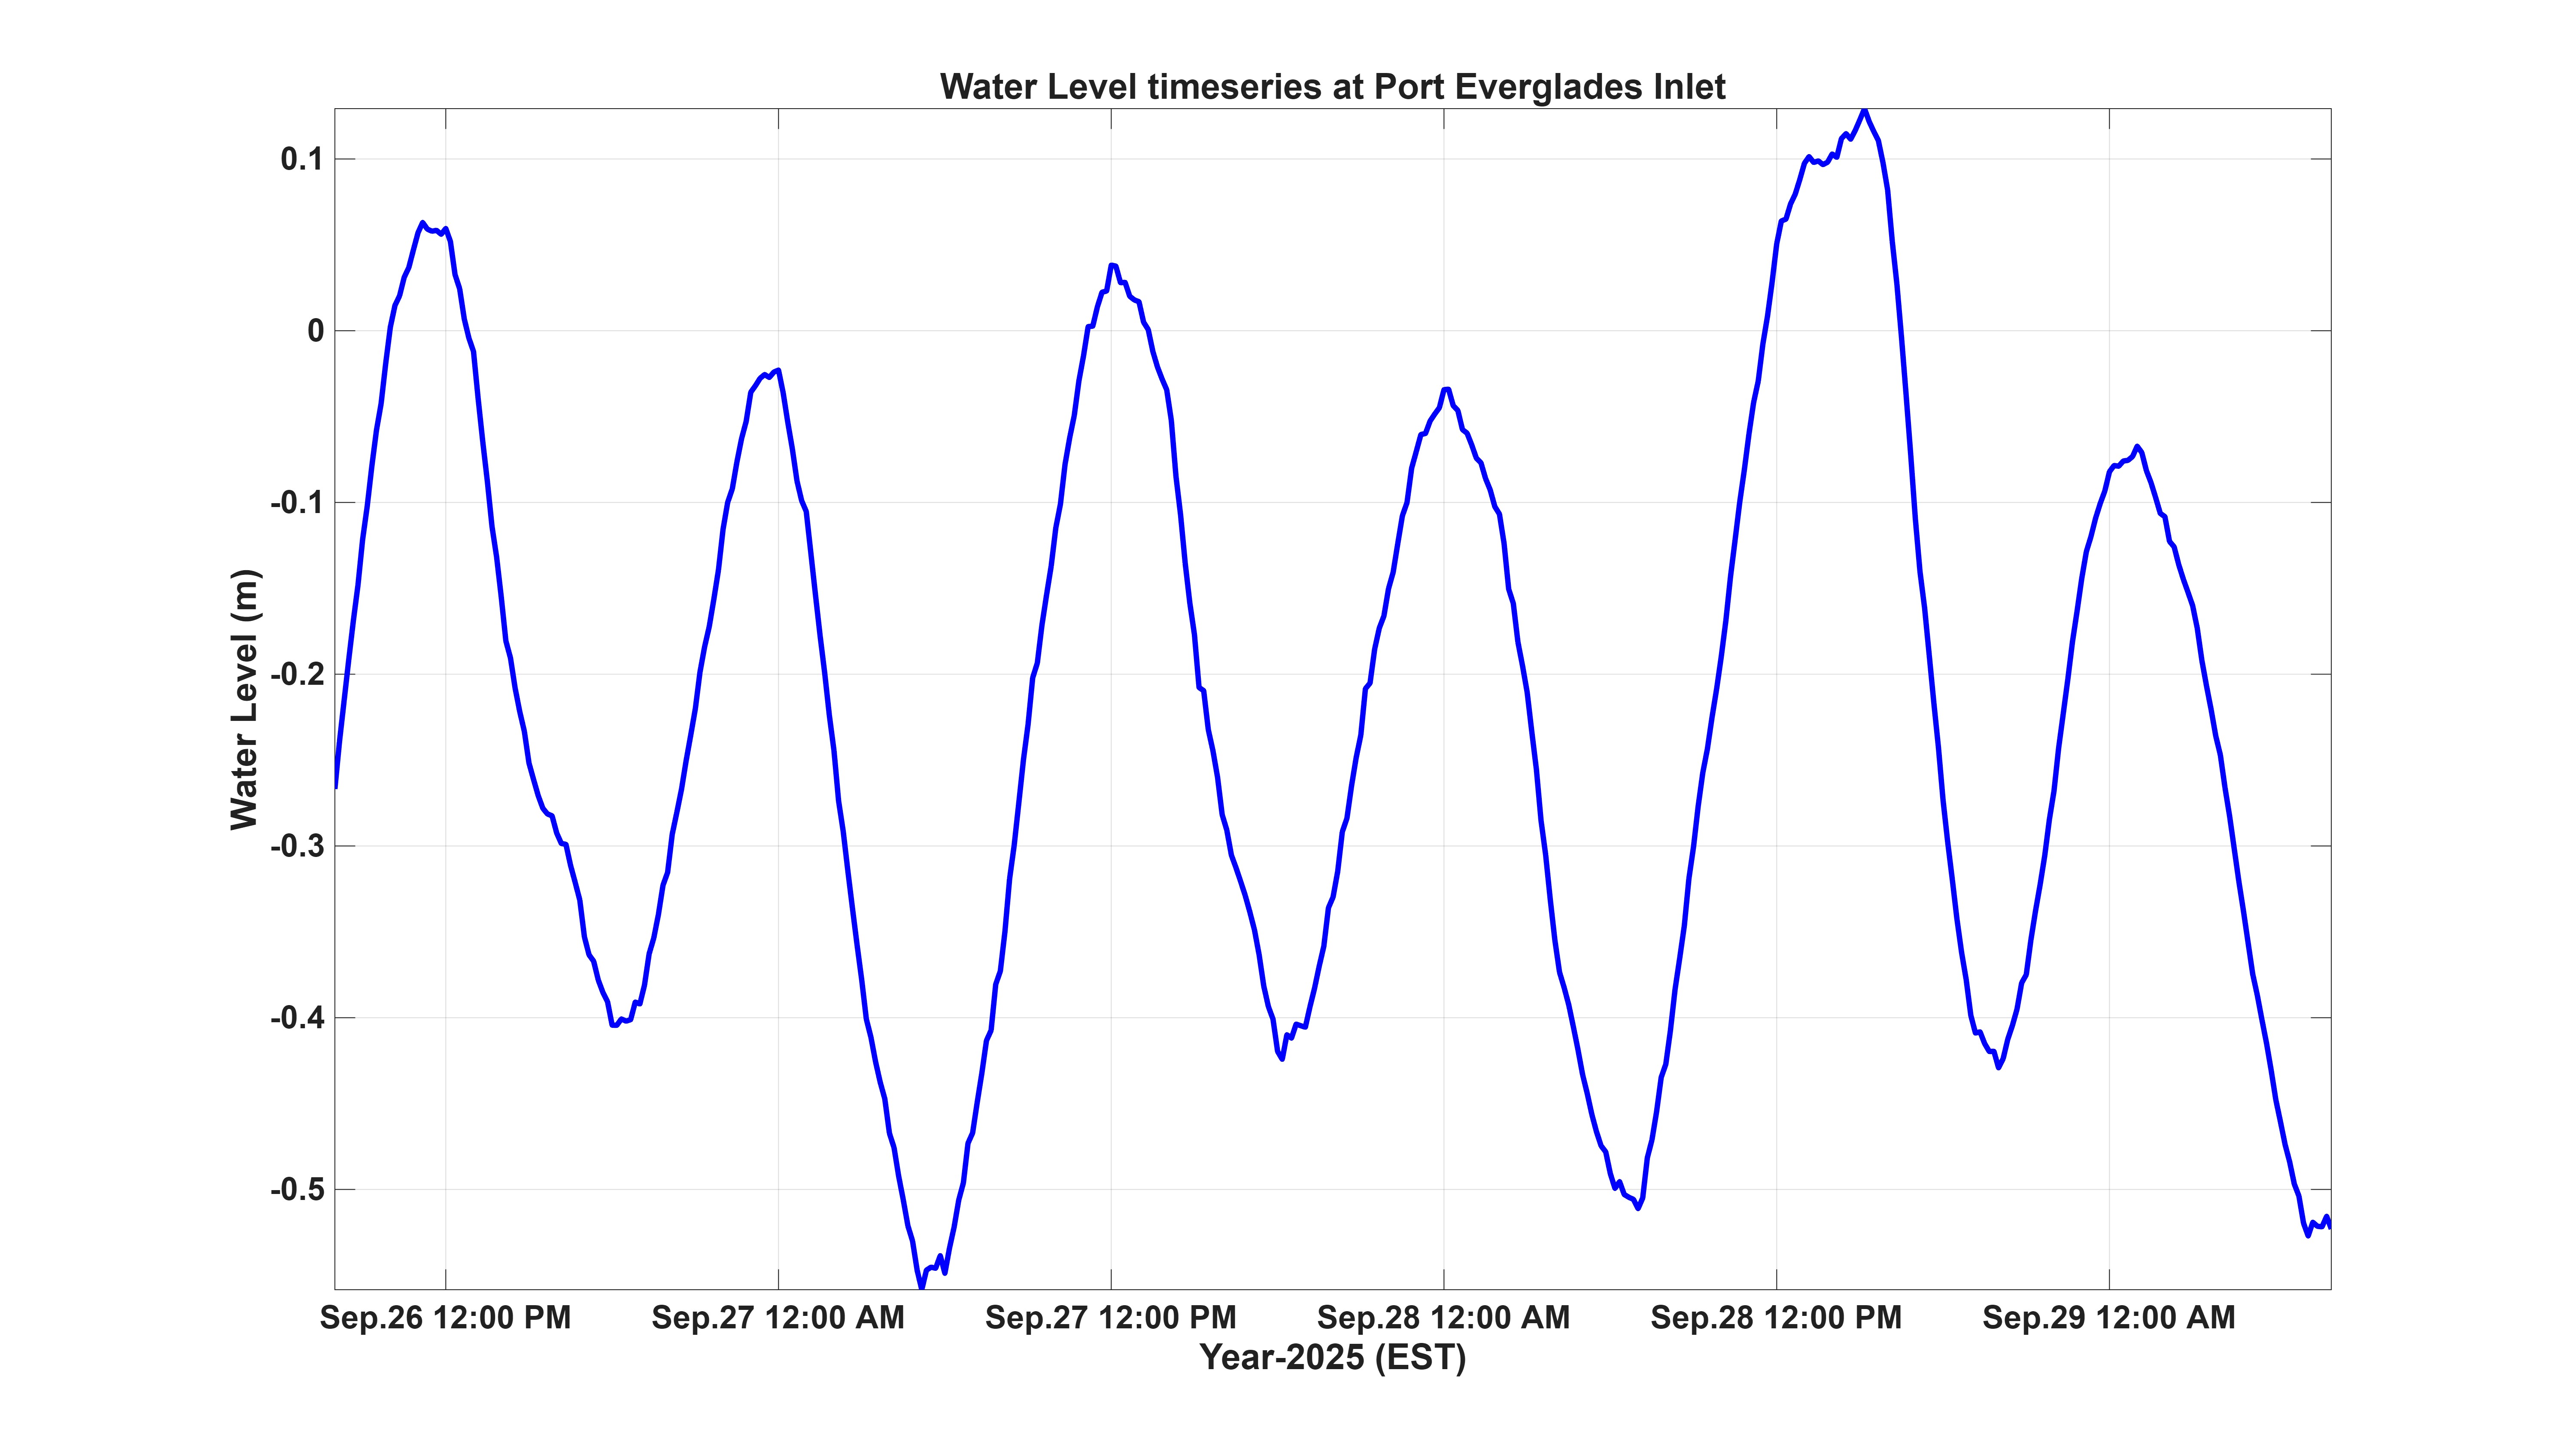 Water Level timeseries at Port Everglades Inlet
Water Level (m)
0.1
0
-0.1
-0.2
-0.3
-0.4
-0.5
Sep.26 12:00 PM Sep.27 12:00 AM Sep.27 12:00 PM Sep.28 12:00 AM Sep.28 12:00 PM Sep.29 12:00 AM
Year-2025 (EST)